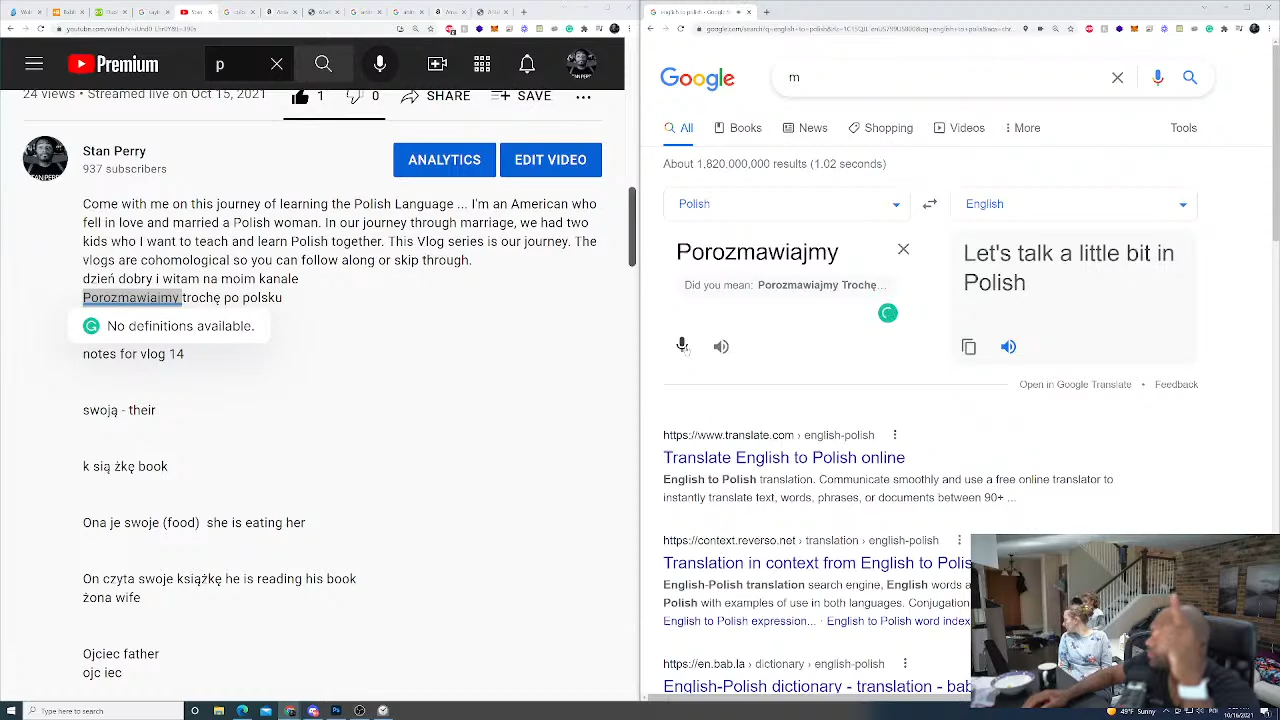 Premium
p
24 views • Streamed live on Oct 15, 2021
1
0
SHARE
SAVE
Stan Perry
937 subscribers
ANALYTICS
EDIT VIDEO
Come with me on this journey of learning the Polish Language ... I'm an American who
fell in love and married a Polish woman. In our journey through marriage, we had two
kids who I want to teach and learn Polish together. This Vlog series is our journey. The
vlogs are cohomological so you can follow along or skip through.
dzień dobry i witam na moim kanale
Porozmawiajmy trochę po polsku
No definitions available.
notes for vlog 14
swoją - their
k sią żkę book
Ona je swoje (food)  she is eating her
On czyta swoje książkę he is reading his book
żona wife
Ojciec father
ojc iec
Type here to search
english to polish - Google S
Google
m
All
Books
News
Shopping
Videos
More
Tools
About 1,820,000,000 results (1.02 seconds)
Polish
English
Porozmawiajmy
Did you mean: Porozmawiajmy Trochę...
Let's talk a little bit in
Polish
Open in Google Translate • Feedback
https://www.translate.com › english-polish
Translate English to Polish online
English to Polish translation. Communicate smoothly and use a free online translator to
instantly translate text, words, phrases, or documents between 90+ ...
https://context.reverso.net › translation › english-polish
Translation in context from English to Polis
English-Polish translation search engine, English words a
Polish with examples of use in both languages. Conjugation
English to Polish expression... · English to Polish word index
https://en.bab.la › dictionary › english-polish
English-Polish dictionary - translation - bab
49°F Sunny
POL
10/16/2021